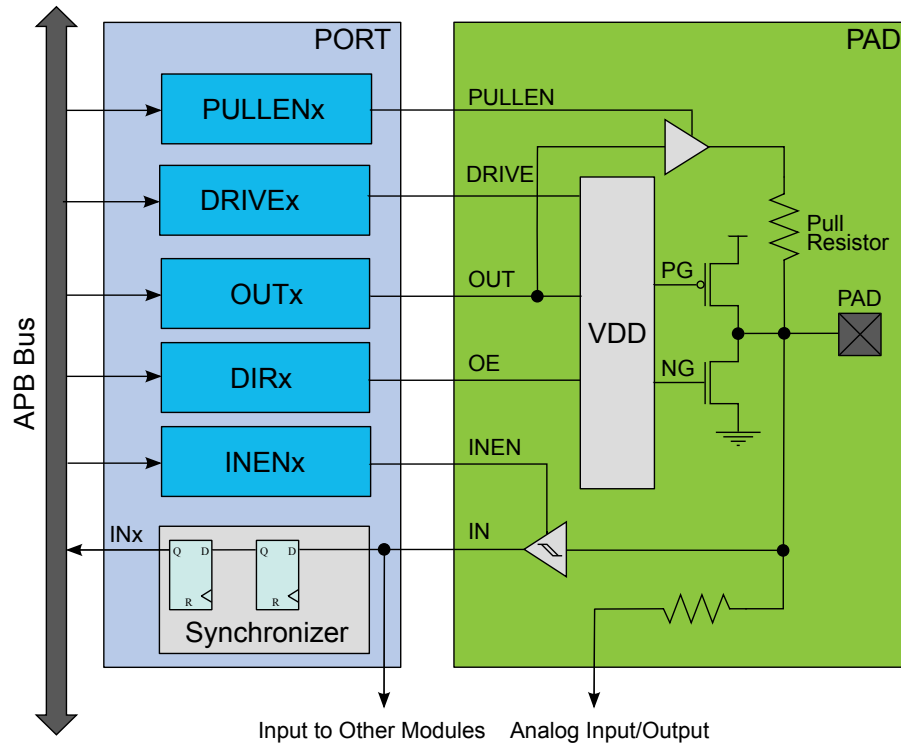 PORT
PAD
APB Bus
PULLENx
PULLEN
DRIVEx
DRIVE
Pull
Resistor
OUTx
OUT
PG
PAD
VDD
DIRx
OE
NG
INENx
INEN
INx
IN
Q D
Q D
R
R
Synchronizer
Input to Other Modules
Analog Input/Output